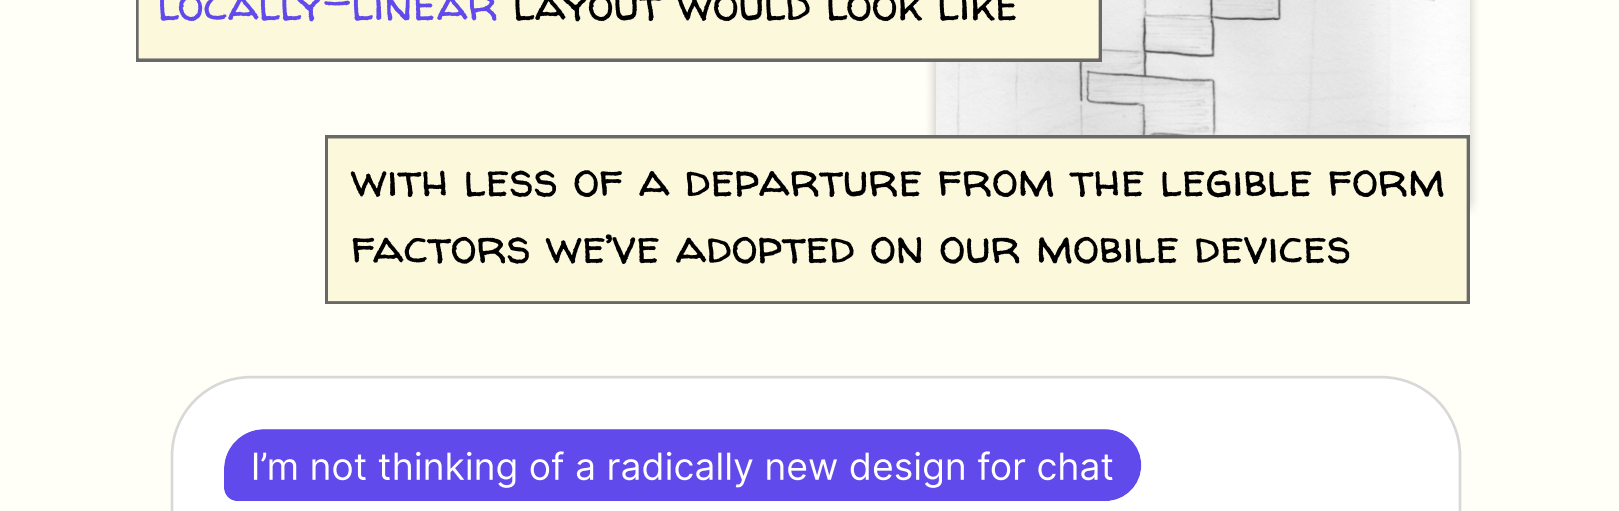 LOCALLY-LINEAR LAYOUT WOULD LOOK LIKE
WITH LESS OF A DEPARTURE FROM THE LEGIBLE FORM
FACTORS WE'VE ADOPTED ON OUR MOBILE DEVICES
I'm not thinking of a radically new design for chat